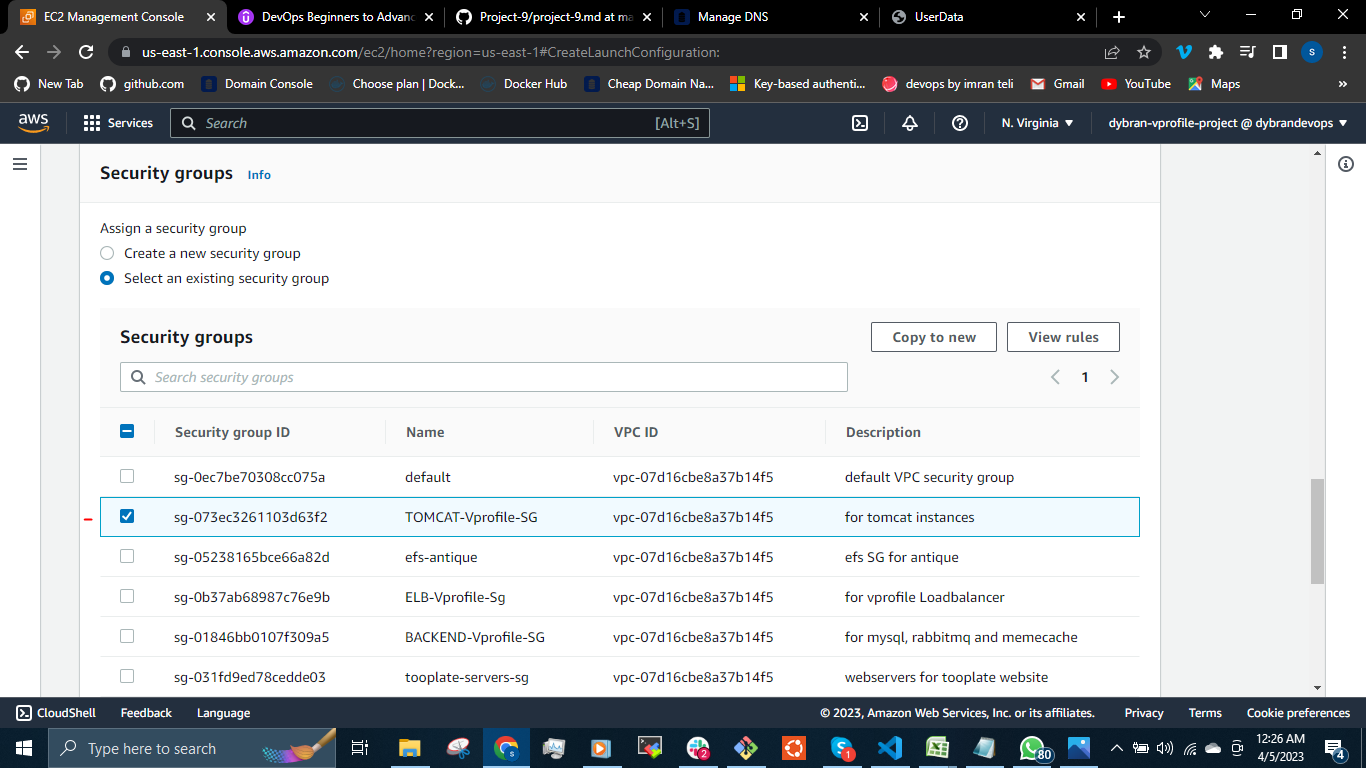 EC2 Management Console
DevOps Beginners to Advanc
Project-9/project-9.md at ma
Manage DNS
UserData
us-east-1.console.aws.amazon.com/ec2/home?region=us-east-1#CreateLaunchConfiguration:
S
New Tab
github.com
Domain Console
Choose plan | Dock...
Docker Hub
Cheap Domain Na...
Key-based authenti...
devops by imran teli
Gmail
YouTube
Maps
»
aws
Services
Search
[Alt+S]
N. Virginia
dybran-vprofile-project @ dybrandevops
Security groups Info
Assign a security group
Create a new security group
Select an existing security group
Security groups
Copy to new
View rules
Search security groups
1
Security group ID Name VPC ID Description
sg-0ec7be70308cc075a default vpc-07d16cbe8a37b14f5 default VPC security group
sg-073ec3261103d63f2 TOMCAT-Vprofile-SG vpc-07d16cbe8a37b14f5 for tomcat instances
sg-05238165bce66a82d efs-antique vpc-07d16cbe8a37b14f5 efs SG for antique
sg-0b37ab68987c76e9b ELB-Vprofile-Sg vpc-07d16cbe8a37b14f5 for vprofile Loadbalancer
sg-01846bb0107f309a5 BACKEND-Vprofile-SG vpc-07d16cbe8a37b14f5 for mysql, rabbitmq and memecache
sg-031fd9ed78cedde03 tooplate-servers-sg vpc-07d16cbe8a37b14f5 webservers for tooplate website
CloudShell
Feedback
Language
© 2023, Amazon Web Services, Inc. or its affiliates.
Privacy
Terms
Cookie preferences
Type here to search
2
1
80
12:26 AM
4/5/2023
4